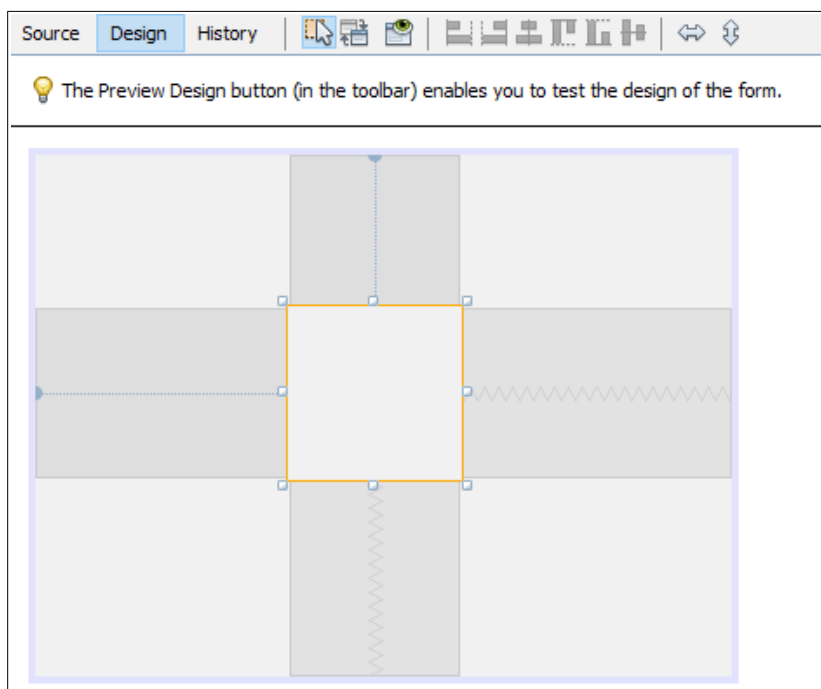 Source Design History
The Preview Design button (in the toolbar) enables you to test the design of the form.